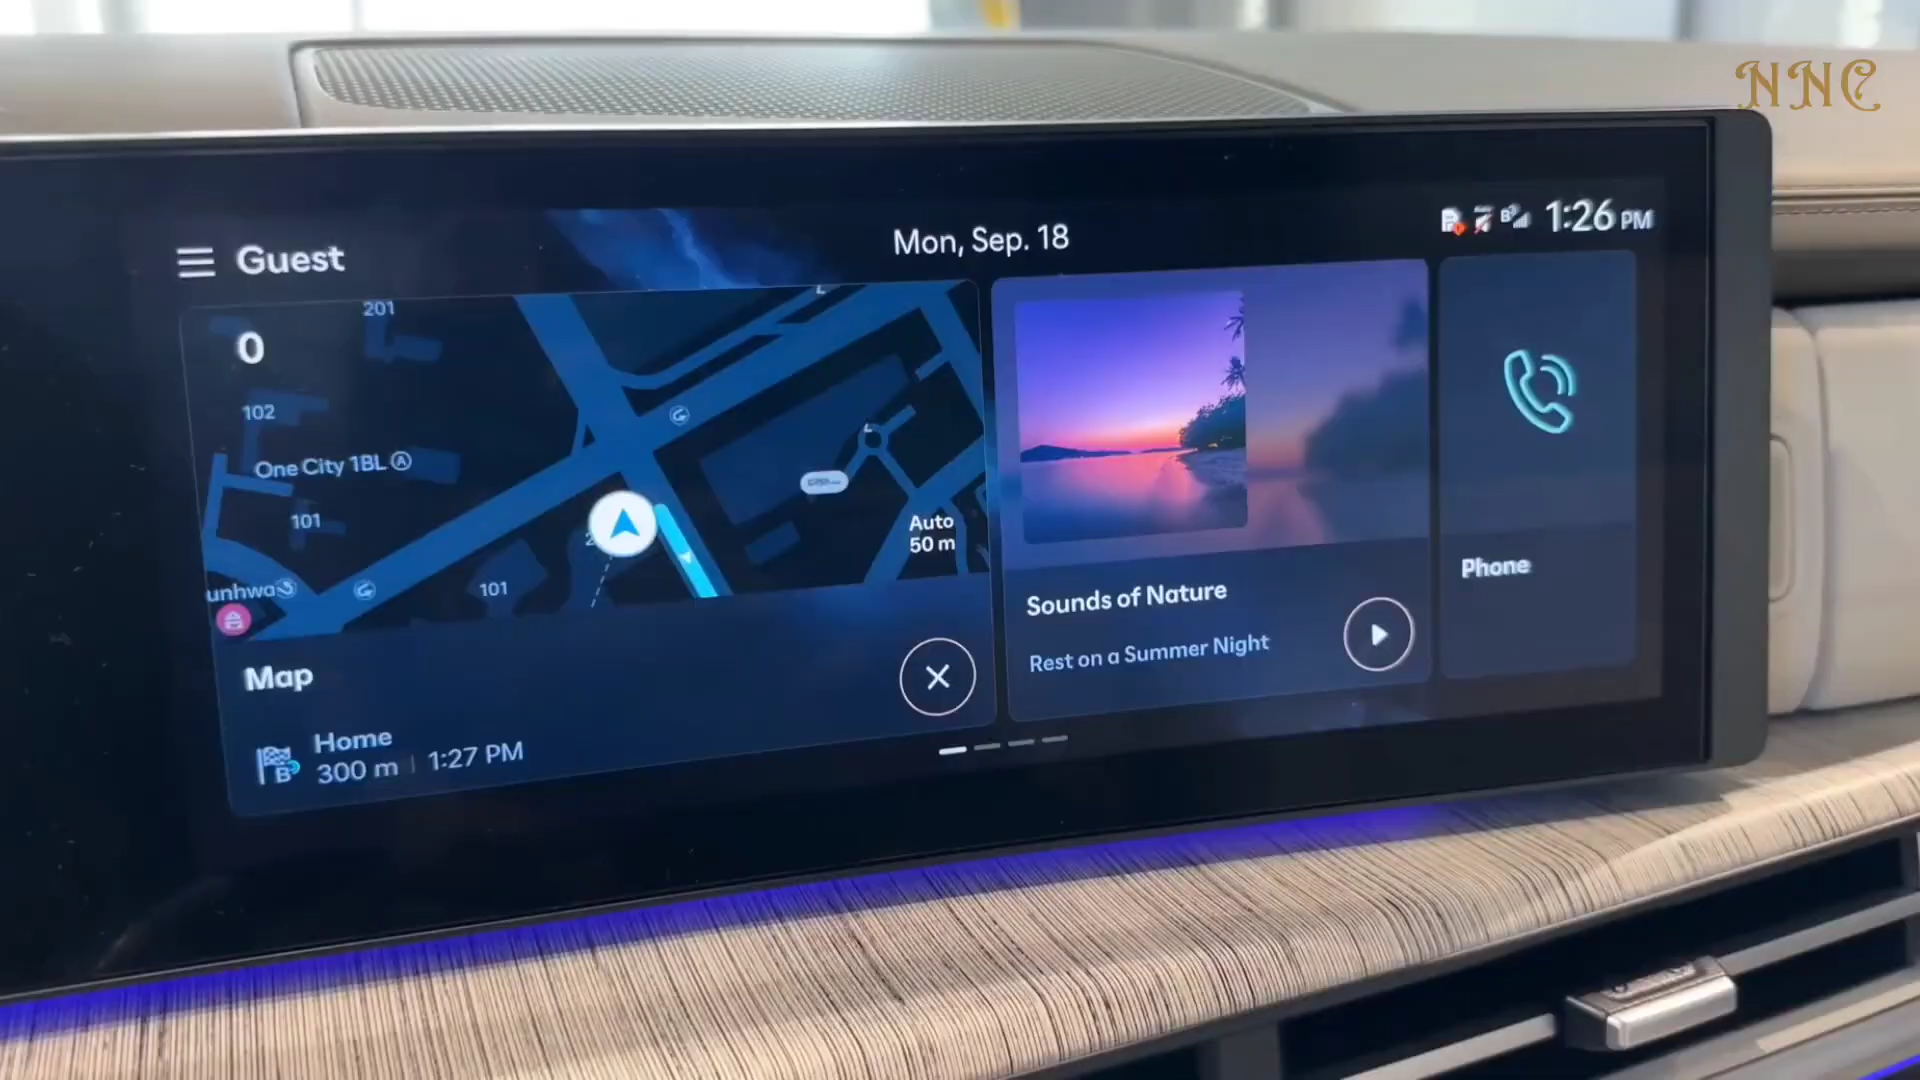 NNC
Guest
Mon, Sep. 18
1:26 PM
201
0
102
One City 1BL A
101
unhwa
101
Auto
50 m
Map
Home
300 m | 1:27 PM
Sounds of Nature
Rest on a Summer Night
Phone